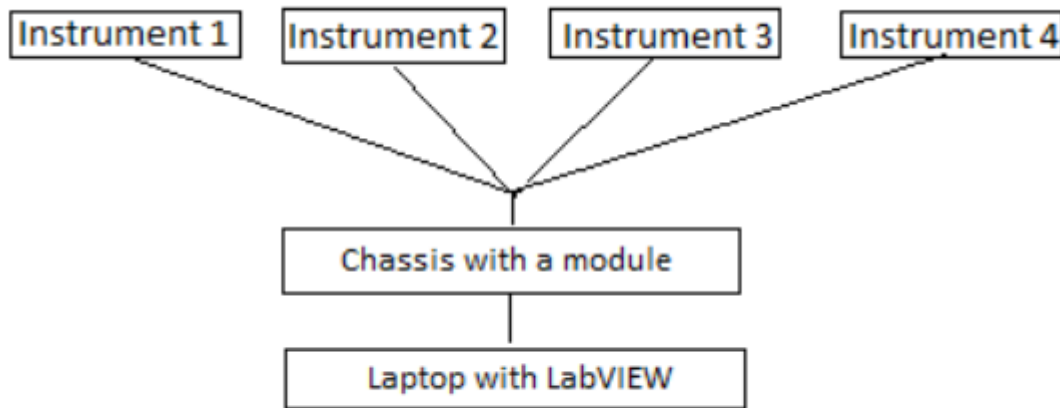 Instrument 1
Instrument 2
Instrument 3
Instrument 4
Chassis with a module
Laptop with LabVIEW